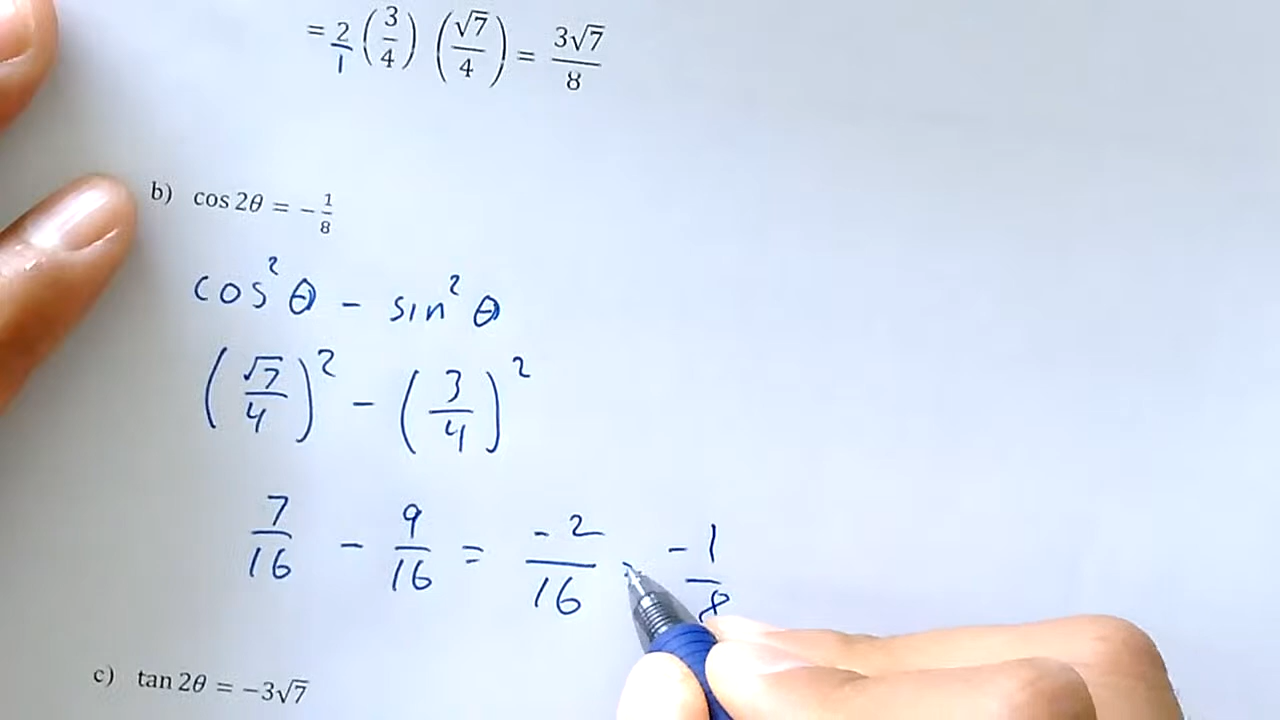 = 2/1 (3/4) (√7/4) = 3√7/8
b) cos 2θ = −1/8
cos²θ − sin²θ
(√7/4)² − (3/4)²
7/16 − 9/16 = −2/16 −1/8
c) tan 2θ = −3√7